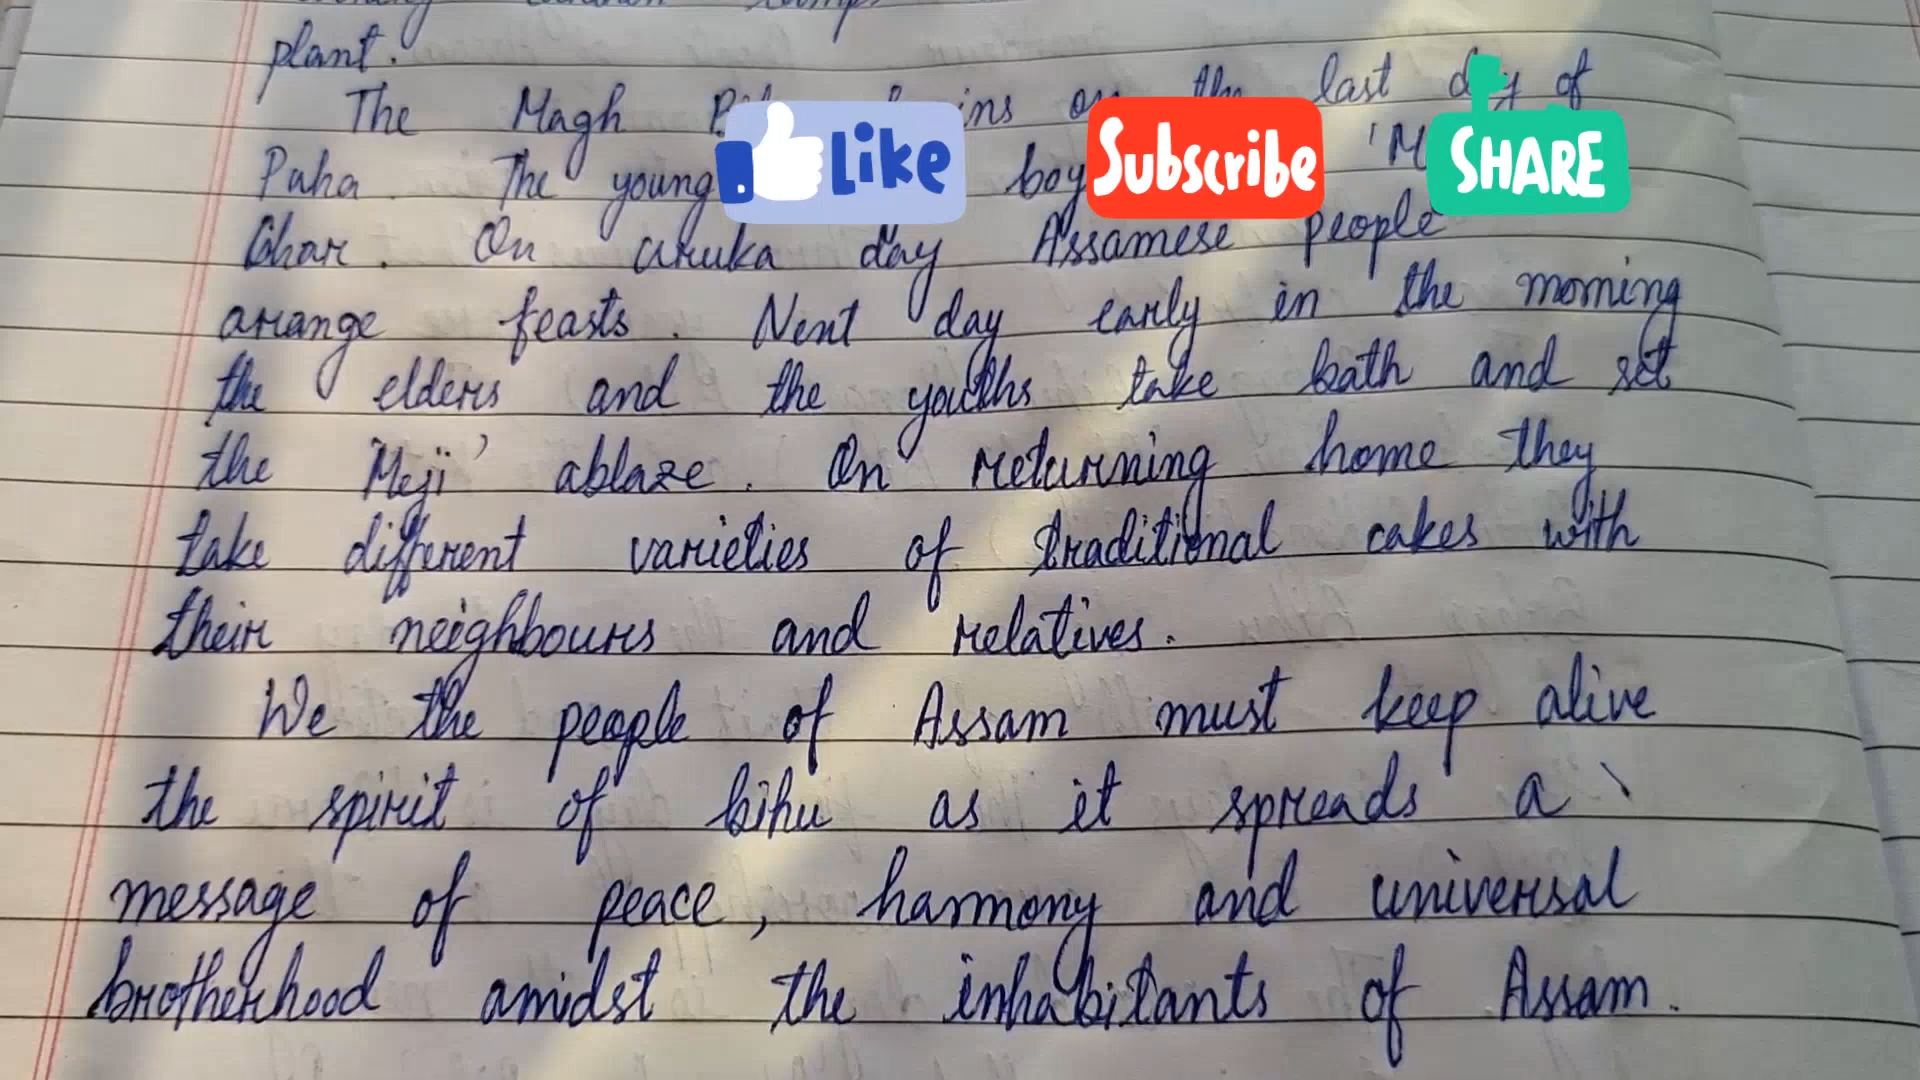 plant.
The Magh ins on the last day of
Puha. The young boy 'M
Ghar. On uruka day Assamese people
arange feasts. Next day early in the morning
the elders and the youths take bath and set
the 'Meji' ablaze. On returning home they
take different varieties of traditional cakes with
their neighbours and relatives.
We the people of Assam must keep alive
the spirit of bihu as it spreads a
message of peace, harmony and universal
brotherhood amidst the inhabitants of Assam.
Like
Subscribe
SHARE